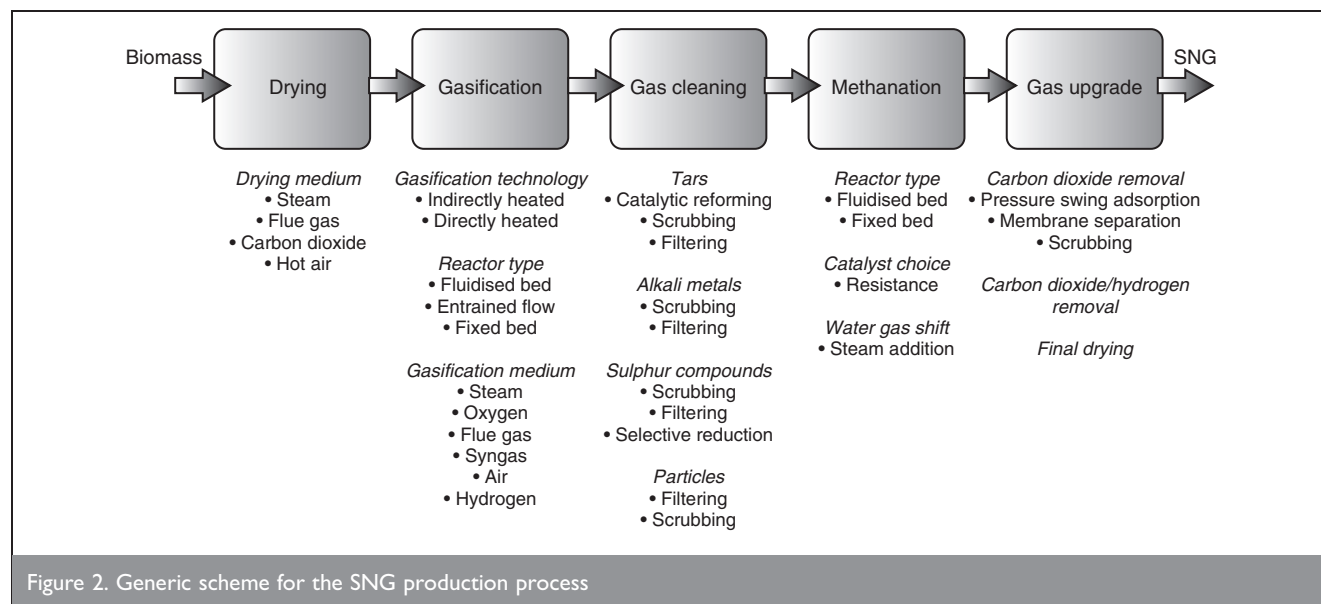 Biomass
Drying
Gasification
Gas cleaning
Methanation
Gas upgrade
SNG
Drying medium
• Steam
• Flue gas
• Carbon dioxide
• Hot air
Gasification technology
• Indirectly heated
• Directly heated
Reactor type
• Fluidised bed
• Entrained flow
• Fixed bed
Gasification medium
• Steam
• Oxygen
• Flue gas
• Syngas
• Air
• Hydrogen
Tars
• Catalytic reforming
• Scrubbing
• Filtering
Alkali metals
• Scrubbing
• Filtering
Sulphur compounds
• Scrubbing
• Filtering
• Selective reduction
Particles
• Filtering
• Scrubbing
Reactor type
• Fluidised bed
• Fixed bed
Catalyst choice
• Resistance
Water gas shift
• Steam addition
Carbon dioxide removal
• Pressure swing adsorption
• Membrane separation
• Scrubbing
Carbon dioxide/hydrogen
removal
Final drying
Figure 2. Generic scheme for the SNG production process